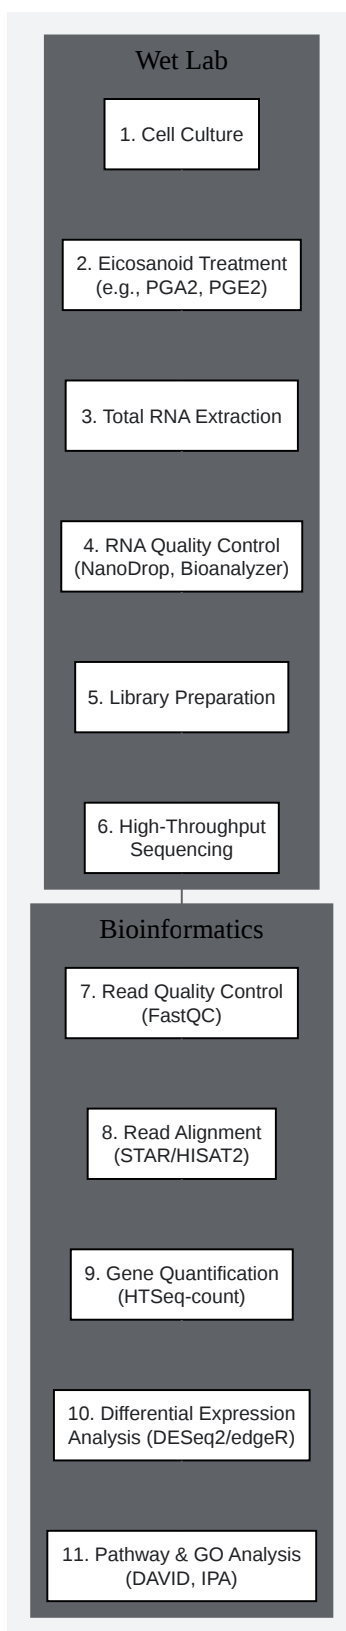 Wet Lab
1. Cell Culture
2. Eicosanoid Treatment
(e.g., PGA2, PGE2)
3. Total RNA Extraction
4. RNA Quality Control
(NanoDrop, Bioanalyzer)
5. Library Preparation
6. High-Throughput
Sequencing
Bioinformatics
7. Read Quality Control
(FastQC)
8. Read Alignment
(STAR/HISAT2)
9. Gene Quantification
(HTSeq-count)
10. Differential Expression
Analysis (DESeq2/edgeR)
11. Pathway & GO Analysis
(DAVID, IPA)